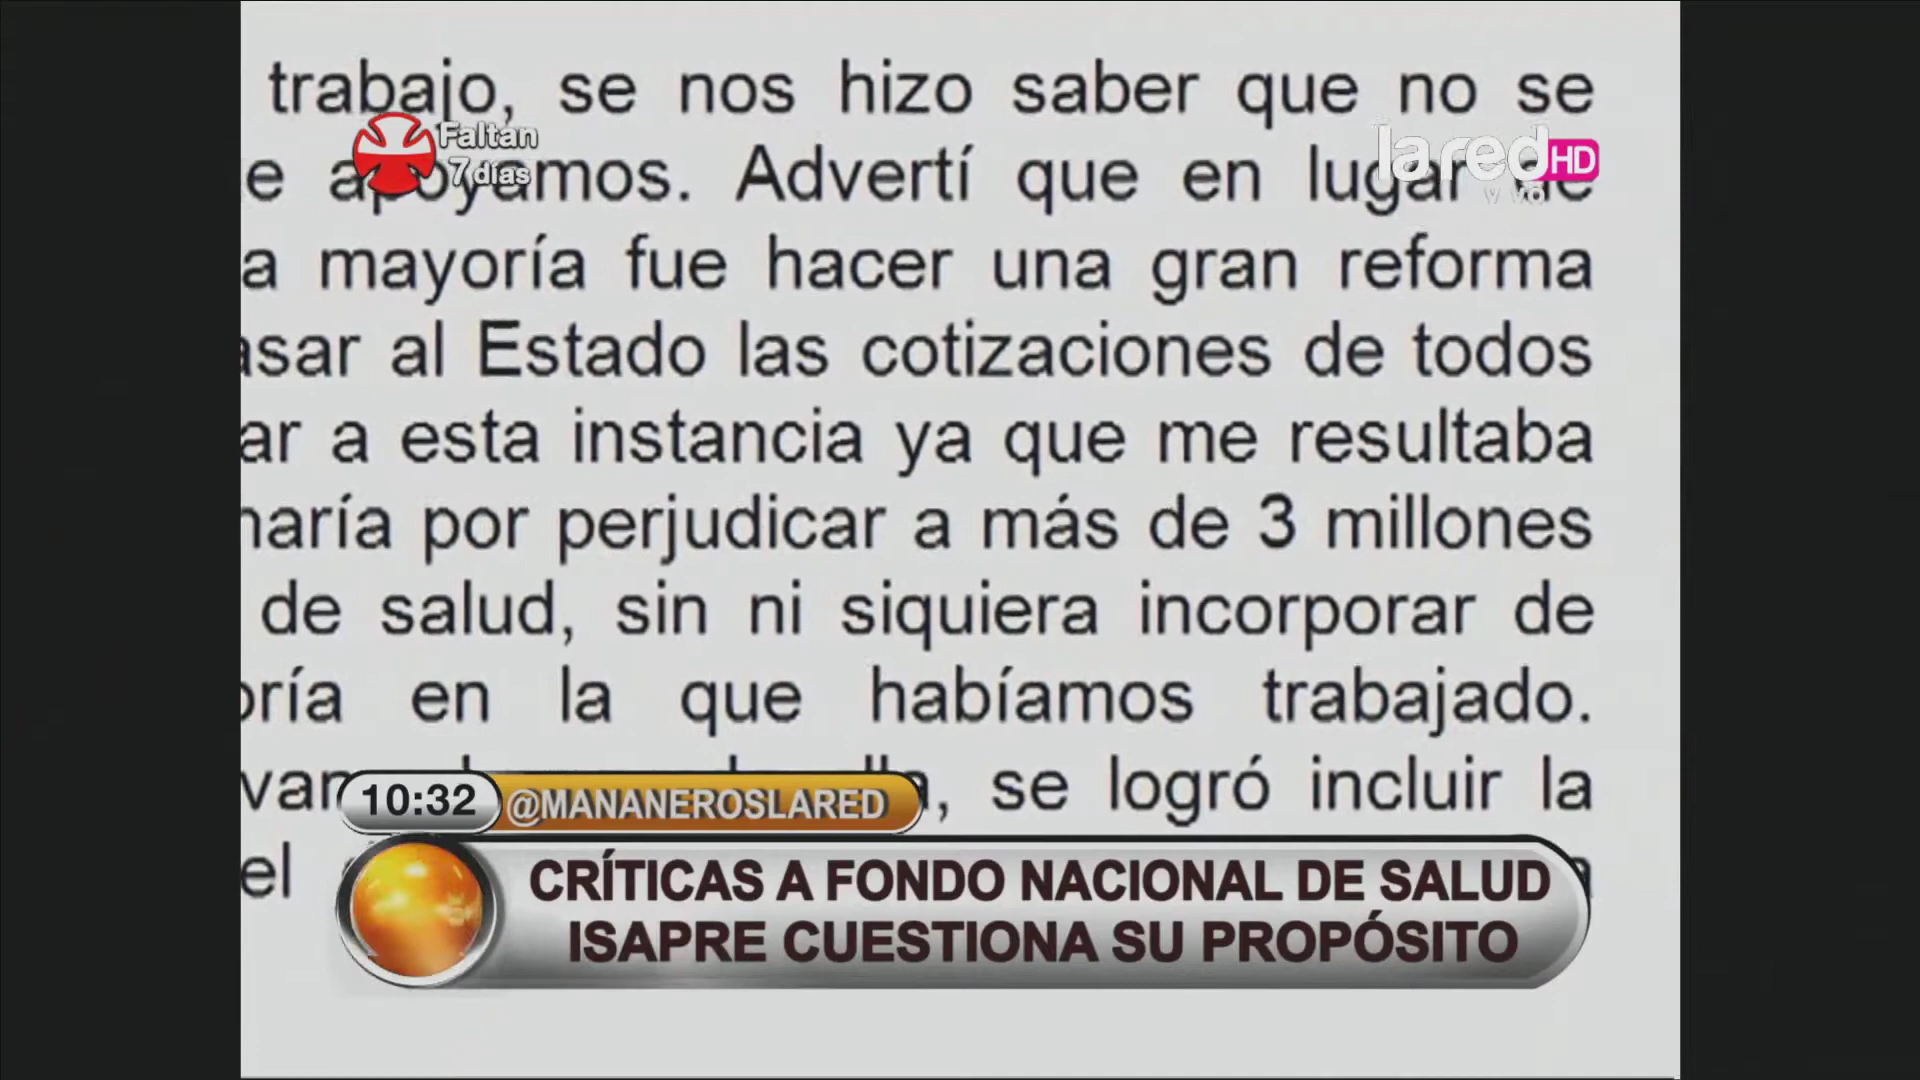 trabajo, se nos hizo saber que no se
Faltan
7 días
lared HD
e apoyamos. Advertí que en lugar de
a mayoría fue hacer una gran reforma
asar al Estado las cotizaciones de todos
ar a esta instancia ya que me resultaba
naría por perjudicar a más de 3 millones
de salud, sin ni siquiera incorporar de
oría en la que habíamos trabajado.
se logró incluir la
10:32 @MANANEROSLARED
el
CRÍTICAS A FONDO NACIONAL DE SALUD
ISAPRE CUESTIONA SU PROPÓSITO